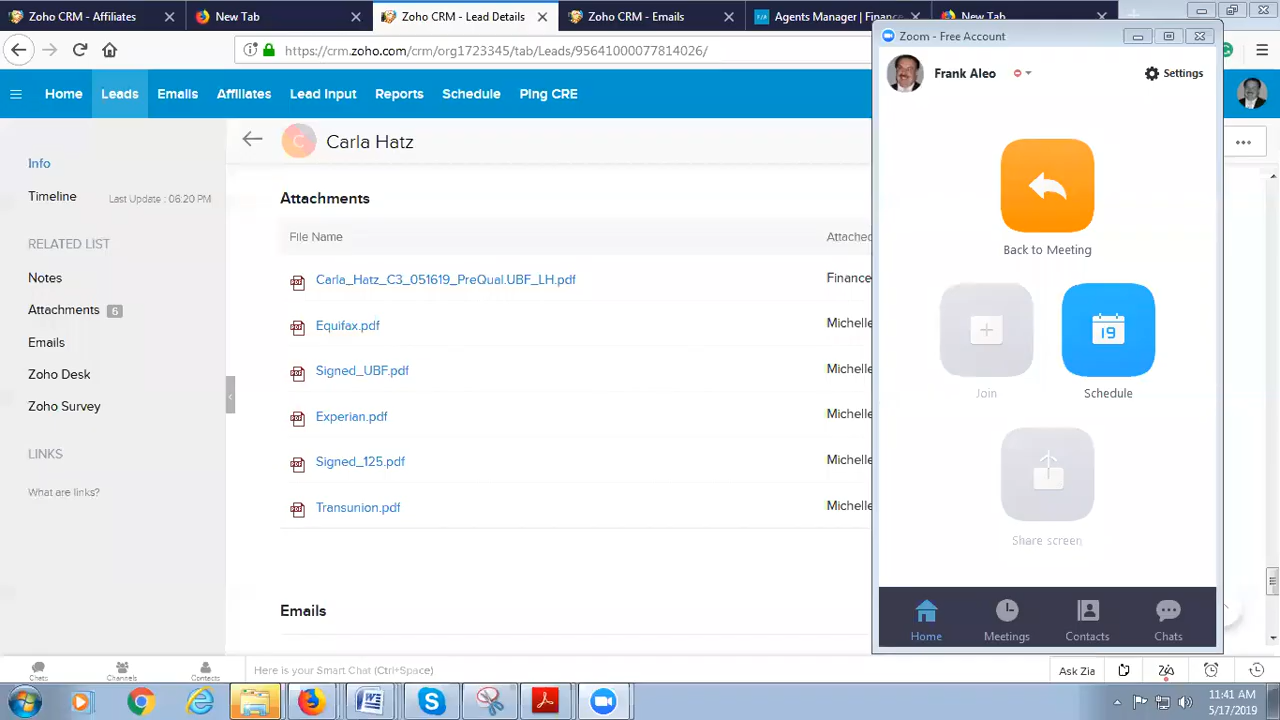 Zoho CRM - Affiliates
New Tab
Zoho CRM - Lead Details
Zoho CRM - Emails
Agents Manager | Financ
New Tab
https://crm.zoho.com/crm/org1723345/tab/Leads/95641000077814026/
Home
Leads
Emails
Affiliates
Lead Input
Reports
Schedule
Ping CRE
Info
Timeline
Last Update : 06:20 PM
RELATED LIST
Notes
Attachments 6
Emails
Zoho Desk
Zoho Survey
LINKS
What are links?
C
Carla Hatz
Attachments
File Name
Attached
Carla_Hatz_C3_051619_PreQual.UBF_LH.pdf
Finance
Equifax.pdf
Michelle
Signed_UBF.pdf
Michelle
Experian.pdf
Michelle
Signed_125.pdf
Michelle
Transunion.pdf
Michelle
Emails
Zoom - Free Account
Frank Aleo
Settings
Back to Meeting
Join
19
Schedule
Share screen
Home
Meetings
Contacts
Chats
Chats
Channels
Contacts
Here is your Smart Chat (Ctrl+Space)
Ask Zia
11:41 AM
5/17/2019